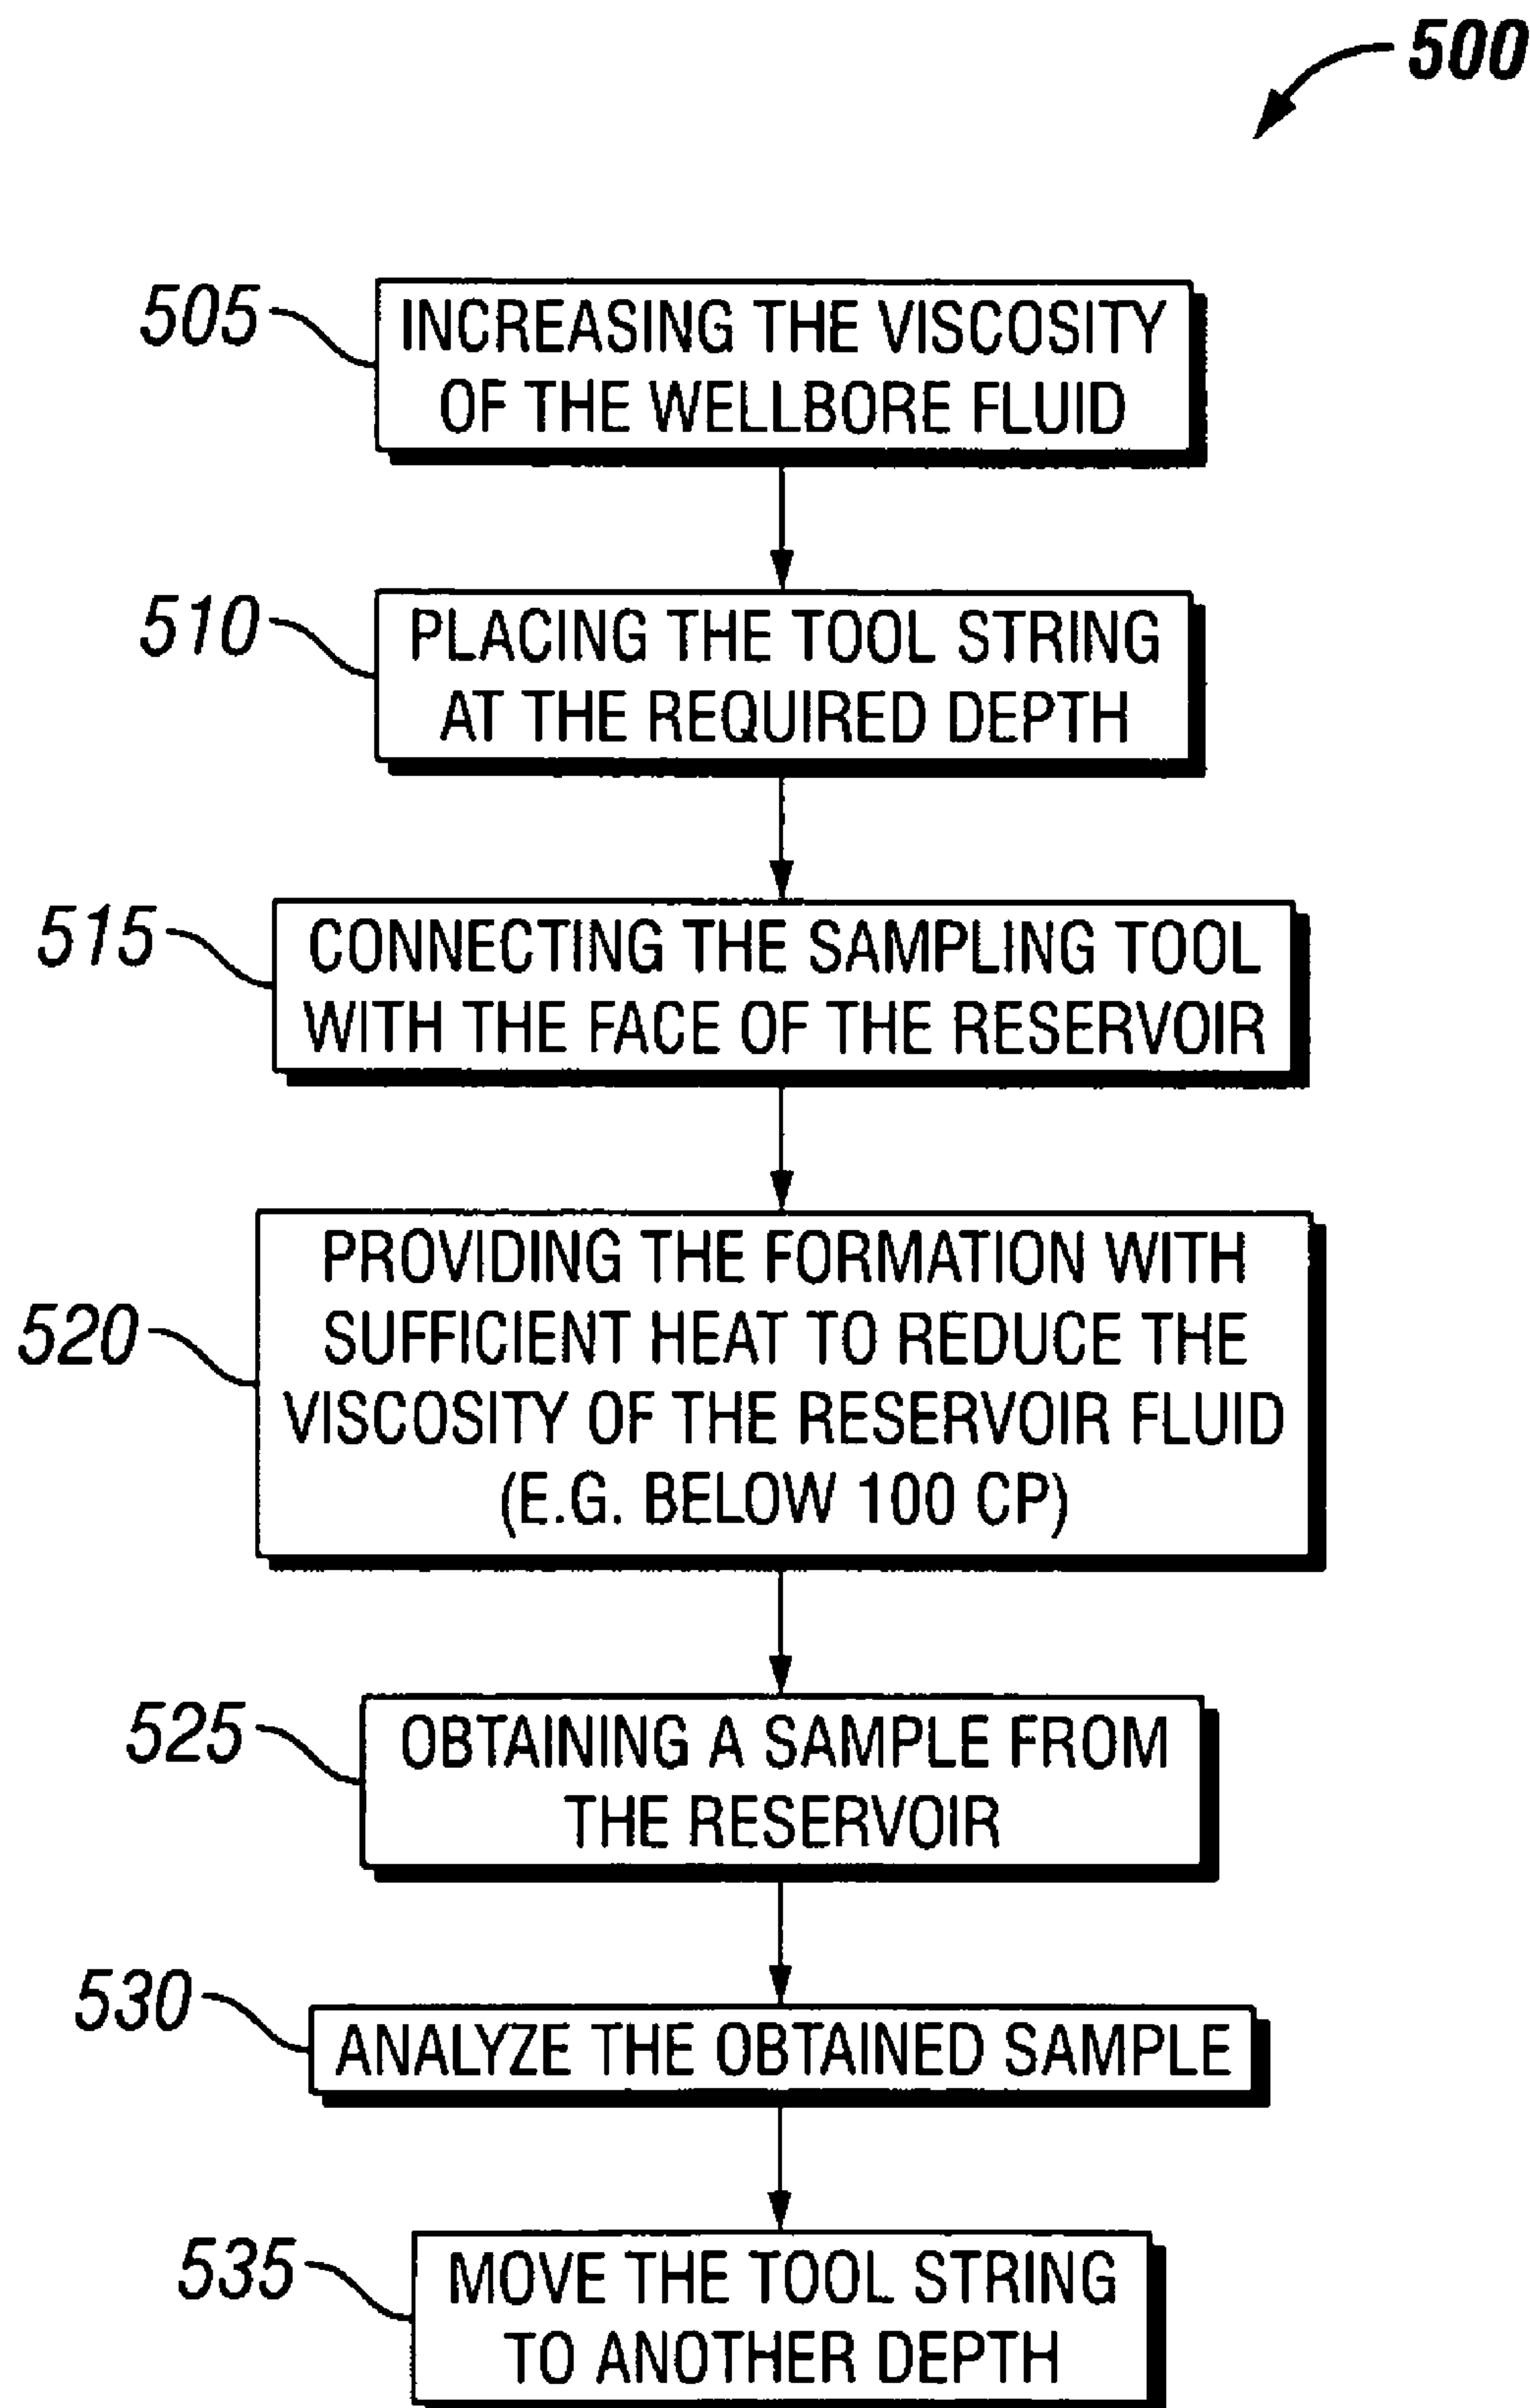 500
505
INCREASING THE VISCOSITY
OF THE WELLBORE FLUID
510
PLACING THE TOOL STRING
AT THE REQUIRED DEPTH
515
CONNECTING THE SAMPLING TOOL
WITH THE FACE OF THE RESERVOIR
520
PROVIDING THE FORMATION WITH
SUFFICIENT HEAT TO REDUCE THE
VISCOSITY OF THE RESERVOIR FLUID
(E.G. BELOW 100 CP)
525
OBTAINING A SAMPLE FROM
THE RESERVOIR
530
ANALYZE THE OBTAINED SAMPLE
535
MOVE THE TOOL STRING
TO ANOTHER DEPTH